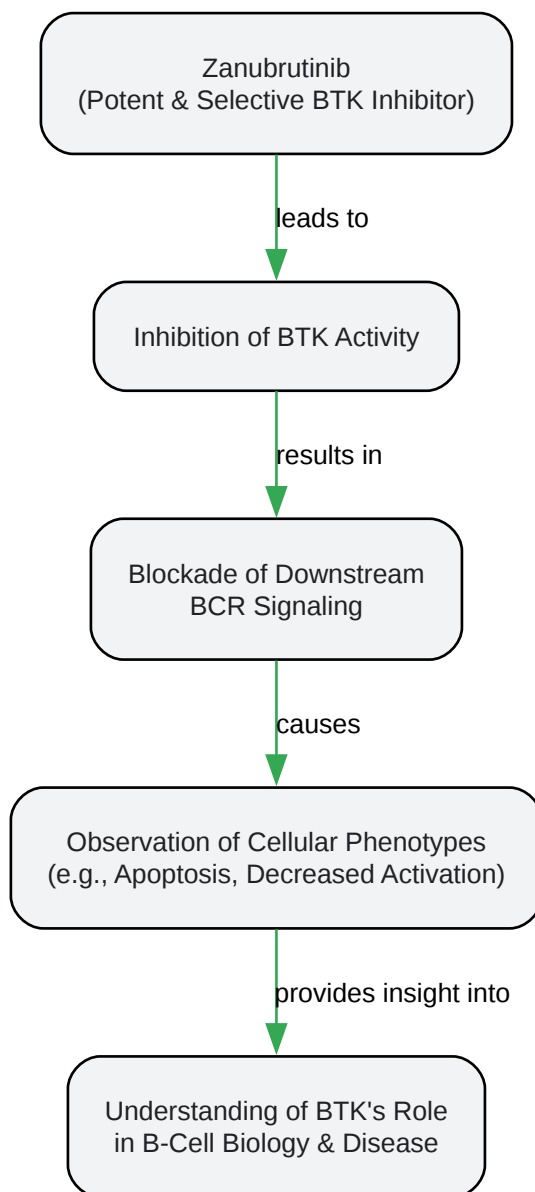 Zanubrutinib
(Potent & Selective BTK Inhibitor)
leads to
Inhibition of BTK Activity
results in
Blockade of Downstream
BCR Signaling
causes
Observation of Cellular Phenotypes
(e.g., Apoptosis, Decreased Activation)
provides insight into
Understanding of BTK's Role
in B-Cell Biology & Disease